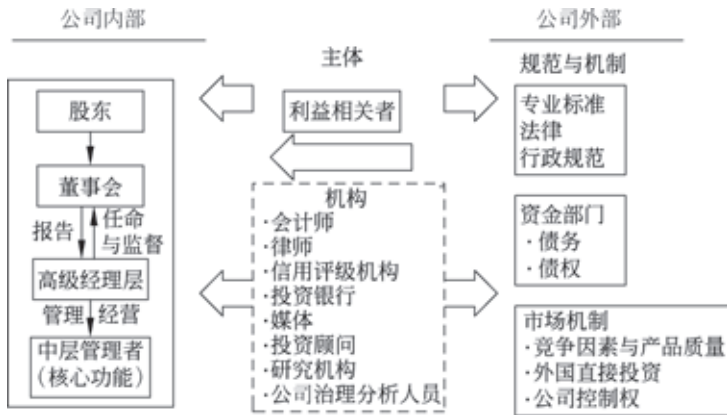 公司内部
公司外部
主体
规范与机制
股东
利益相关者
专业标准
法律
行政规范
董事会
报告
任命
与监督
高级经理层
管理 经营
中层管理者
(核心功能)
机构
·会计师
·律师
·信用评级机构
·投资银行
·媒体
·投资顾问
·研究机构
·公司治理分析人员
资金部门
·债务
·债权
市场机制
·竞争因素与产品质量
·外国直接投资
·公司控制权